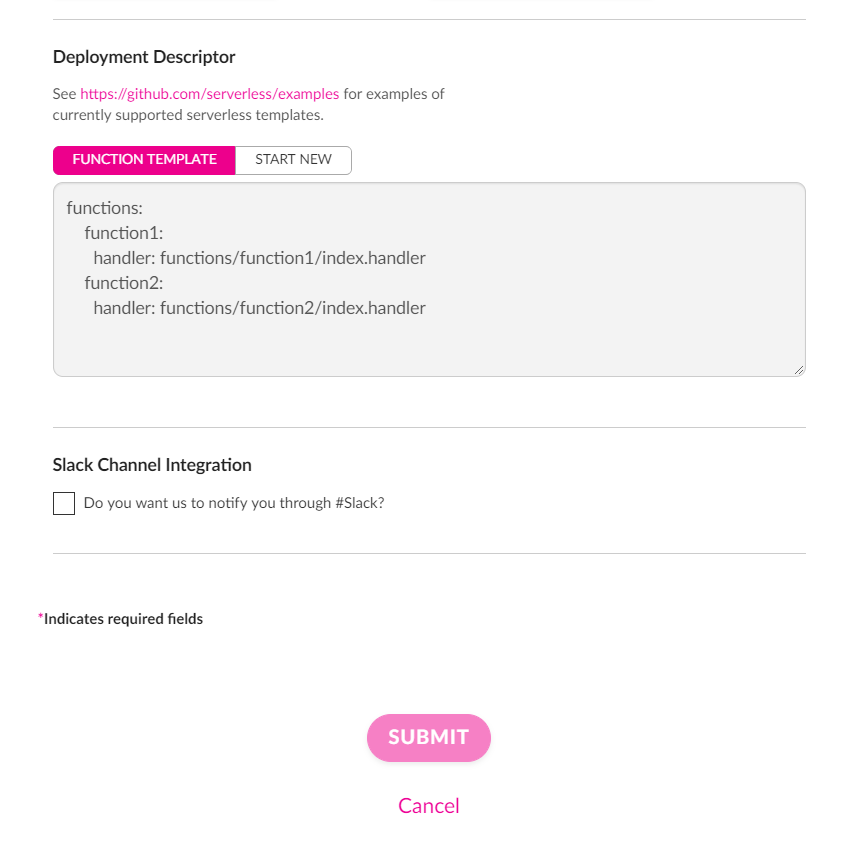 Deployment Descriptor
See https://github.com/serverless/examples for examples of
currently supported serverless templates.
FUNCTION TEMPLATE START NEW
functions:
function1:
handler: functions/function1/index.handler
function2:
handler: functions/function2/index.handler
Slack Channel Integration
Do you want us to notify you through #Slack?
*Indicates required fields
SUBMIT
Cancel